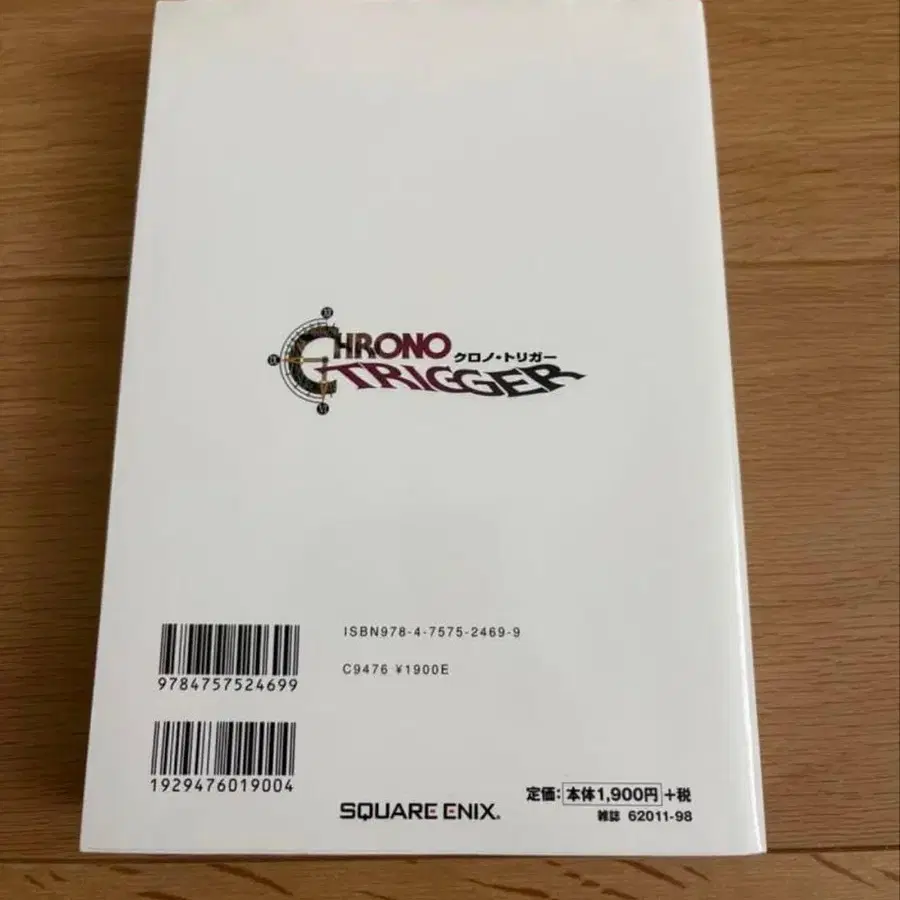 CHRONO
クロノ・トリガー
TRIGGER
ISBN978-4-7575-2469-9
C9476 ¥1900E
9784757524699
1929476019004
定価：本体1,900円+税
雑誌 62011-98
SQUARE ENIX.